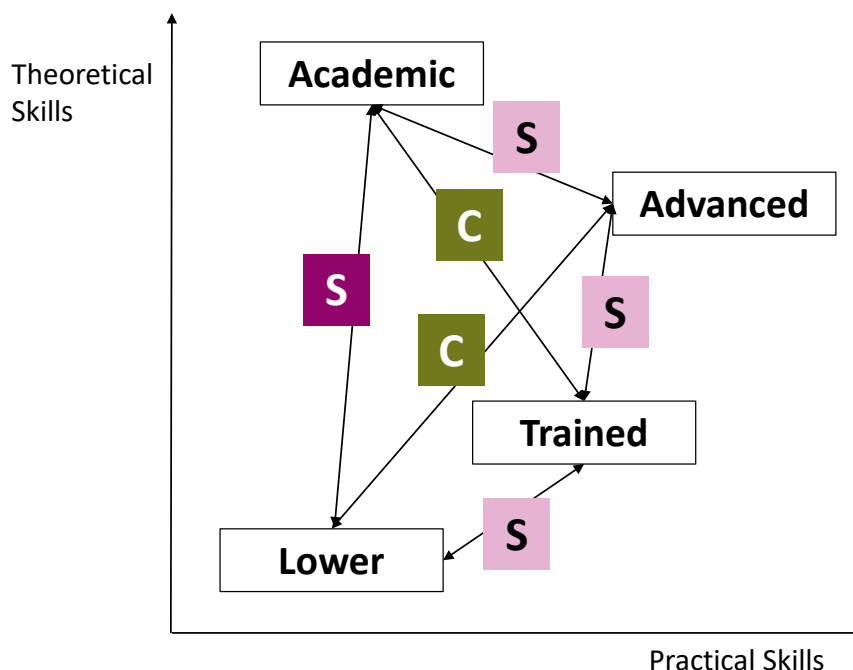 Theoretical
Skills
Academic
S
Advanced
C
S
S
C
Trained
S
Lower
Practical Skills